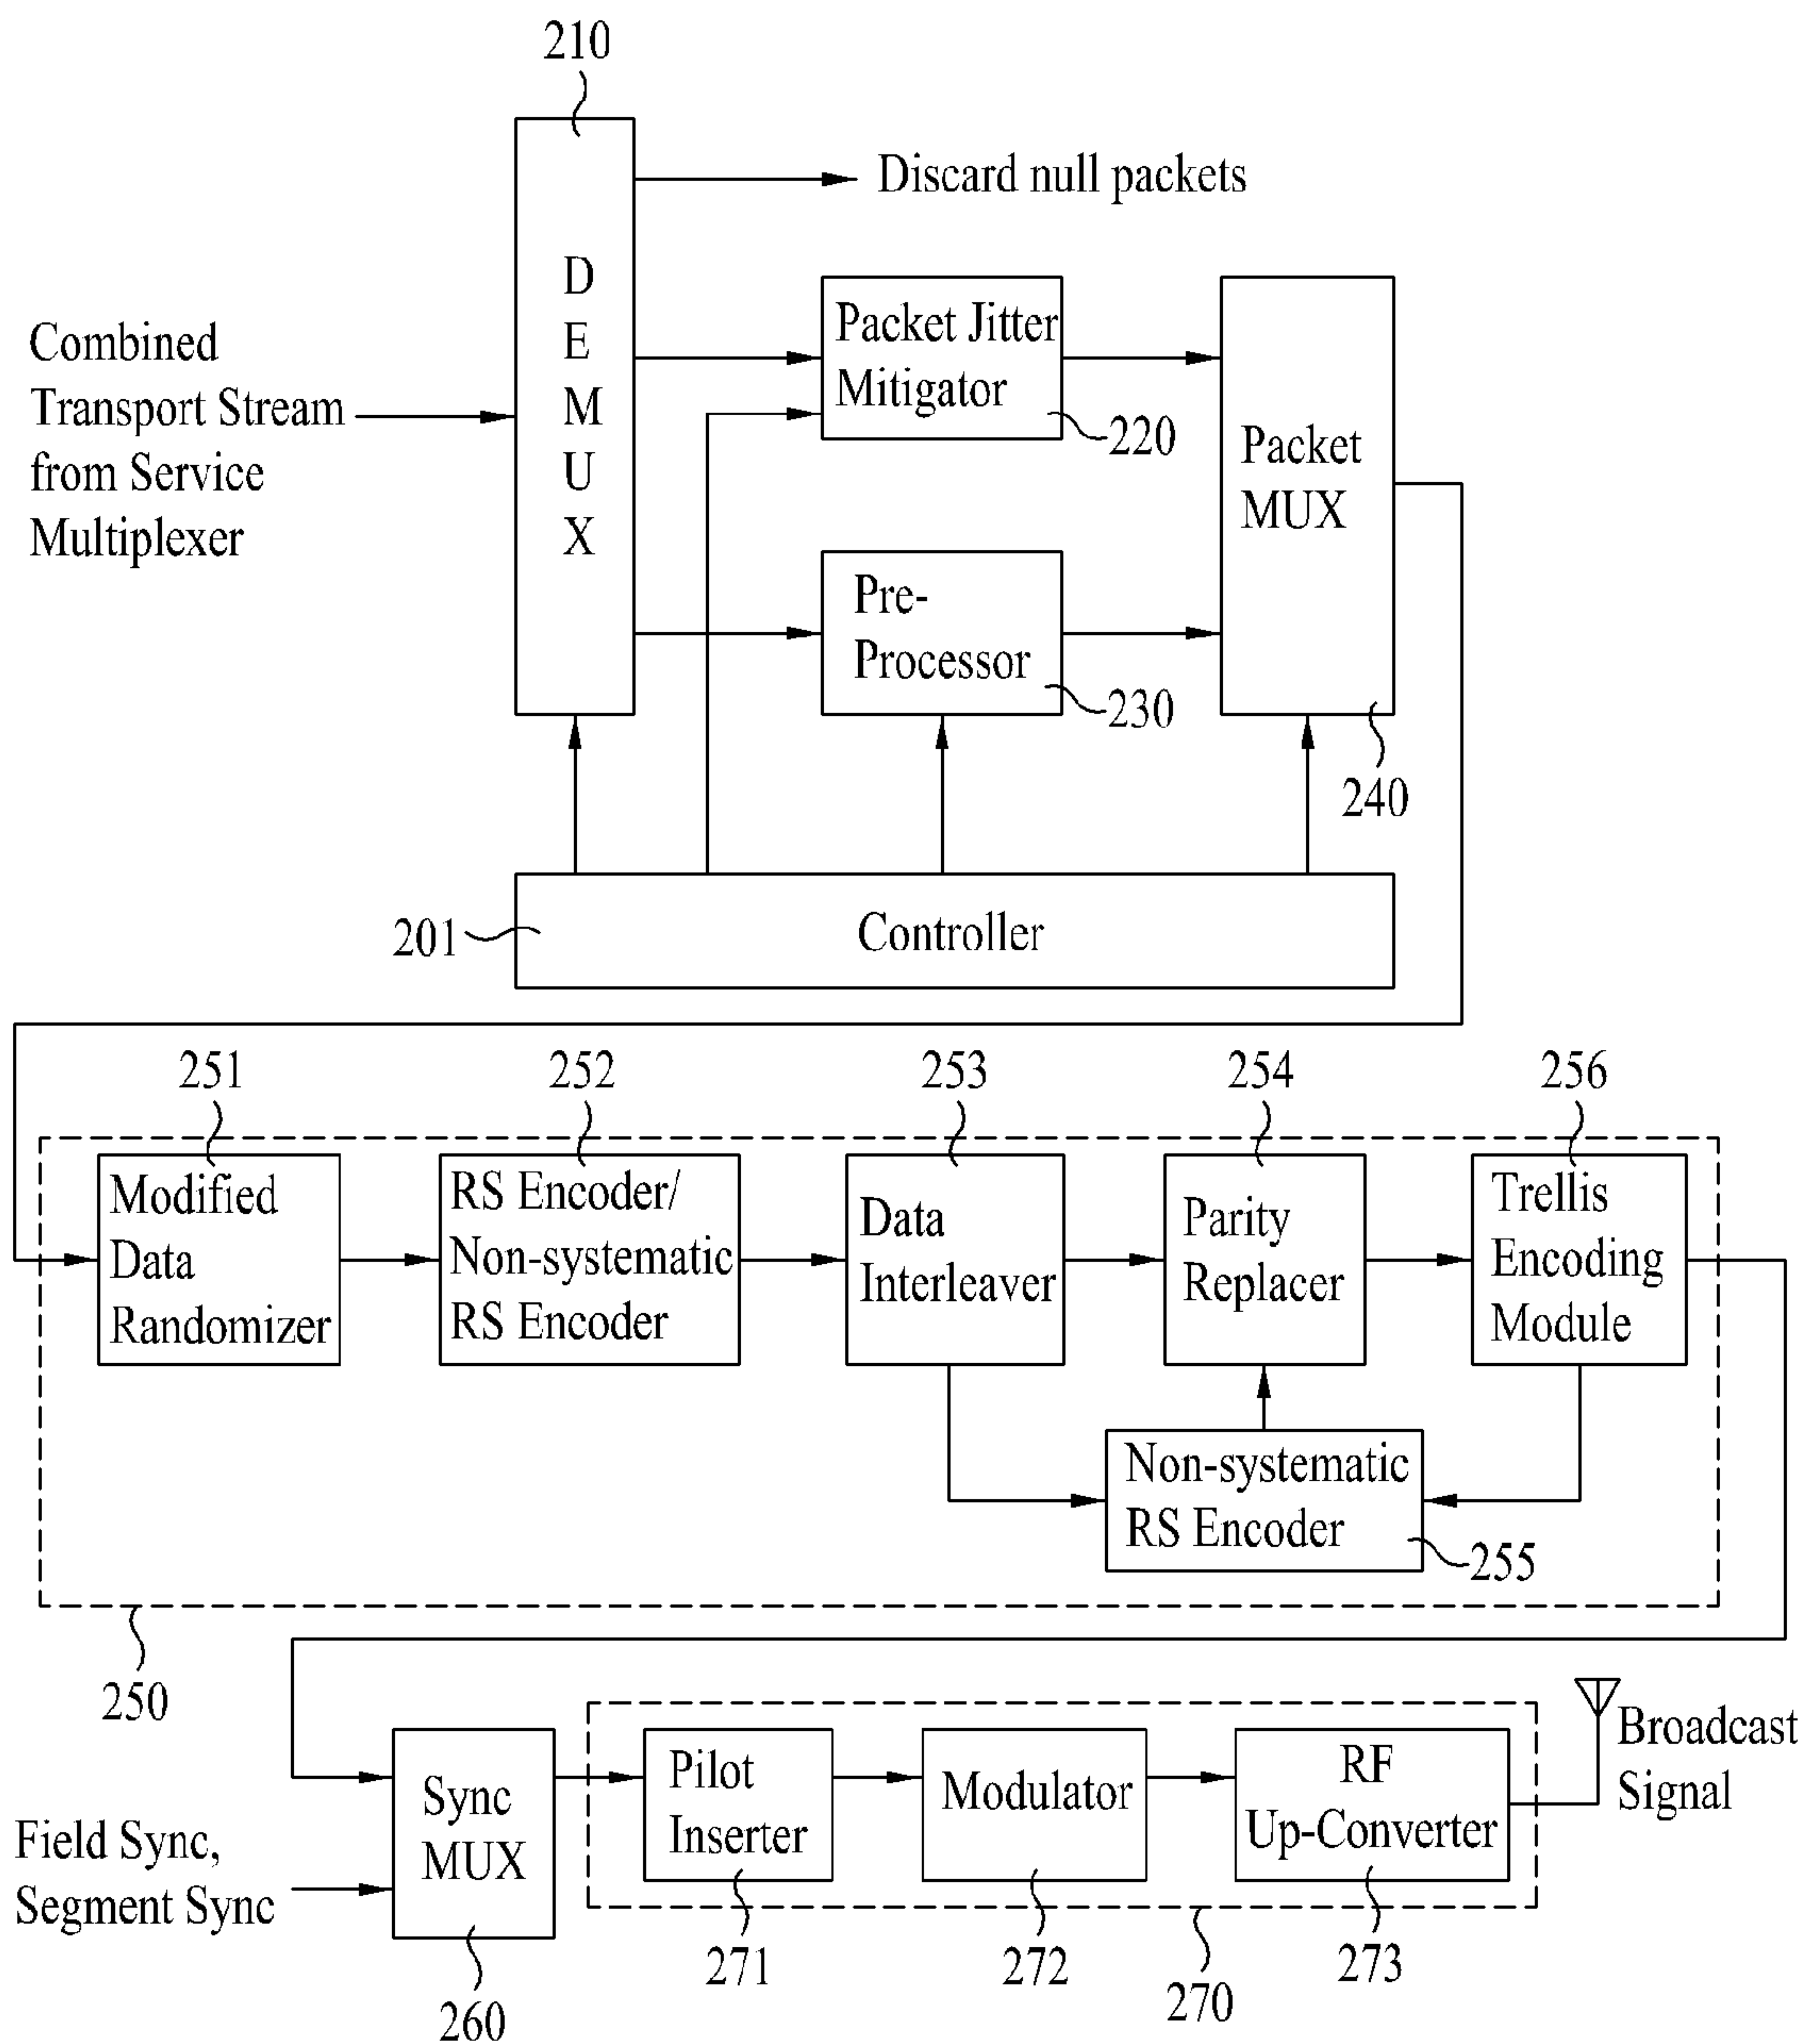 210
Discard null packets
D
E
M
U
X
Combined
Transport Stream
from Service
Multiplexer
Packet Jitter
Mitigator
220
Packet
MUX
Pre-
Processor
230
240
201
Controller
251
252
253
254
256
Modified
Data
Randomizer
RS Encoder/
Non-systematic
RS Encoder
Data
Interleaver
Parity
Replacer
Trellis
Encoding
Module
Non-systematic
RS Encoder
255
250
Sync
MUX
Pilot
Inserter
Modulator
RF
Up-Converter
Broadcast
Signal
Field Sync,
Segment Sync
260
271
272
273
270